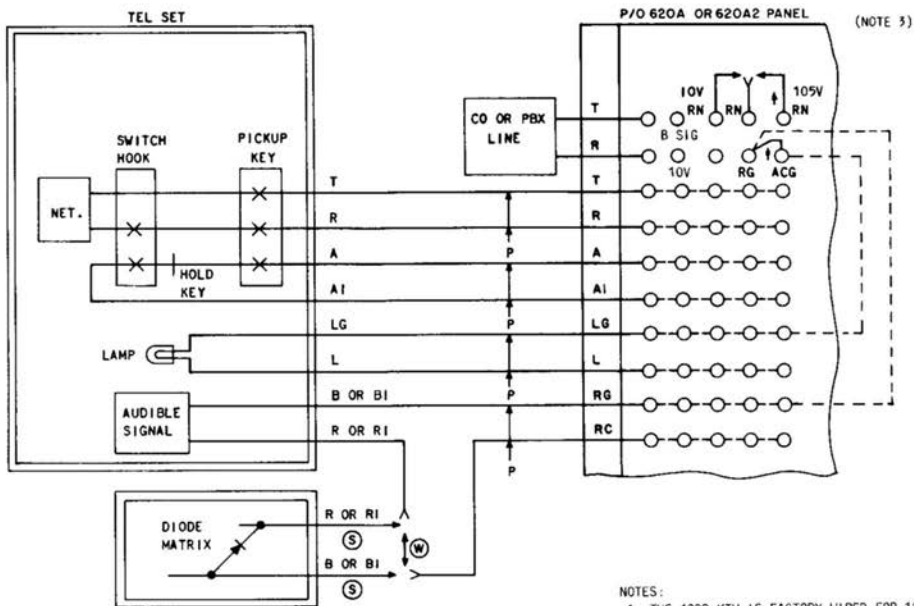 TEL SET
P/O 620A OR 620A2 PANEL
(NOTE 3)
10V
105V
RN RN RN
T
CO OR PBX
LINE
B SIG
R
10V
RG ACG
SWITCH
HOOK
PICKUP
KEY
NET.
T
T
R
R
P
A
A
HOLD
KEY
A1
A1
P
LG
LG
LAMP
L
L
P
AUDIBLE
SIGNAL
B OR B1
P
RG
R OR R1
RC
P
DIODE
MATRIX
R OR R1
S
W
B OR B1
S
NOTES: